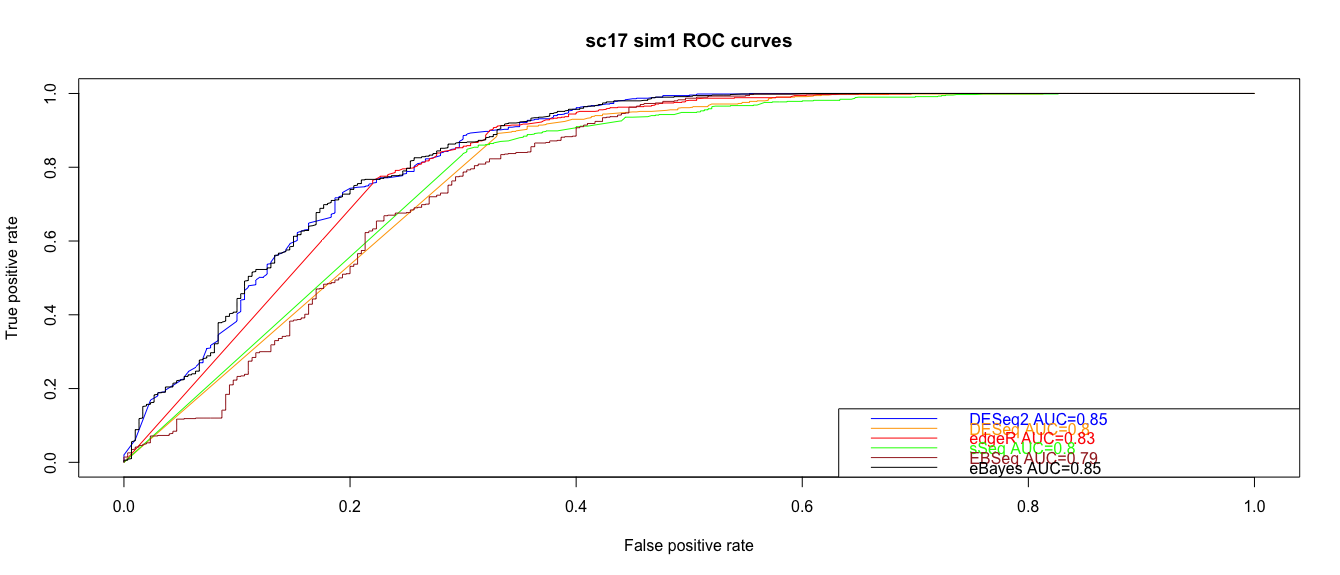 sc17 sim1 ROC curves
True positive rate
1.0
0.8
0.6
0.4
0.2
0.0
DESeq2 AUC=0.85
DESeq AUC=0.8
edgeR AUC=0.83
sSeq AUC=0.8
EBSeq AUC=0.79
eBayes AUC=0.85
0.0 0.2 0.4 0.6 0.8 1.0
False positive rate